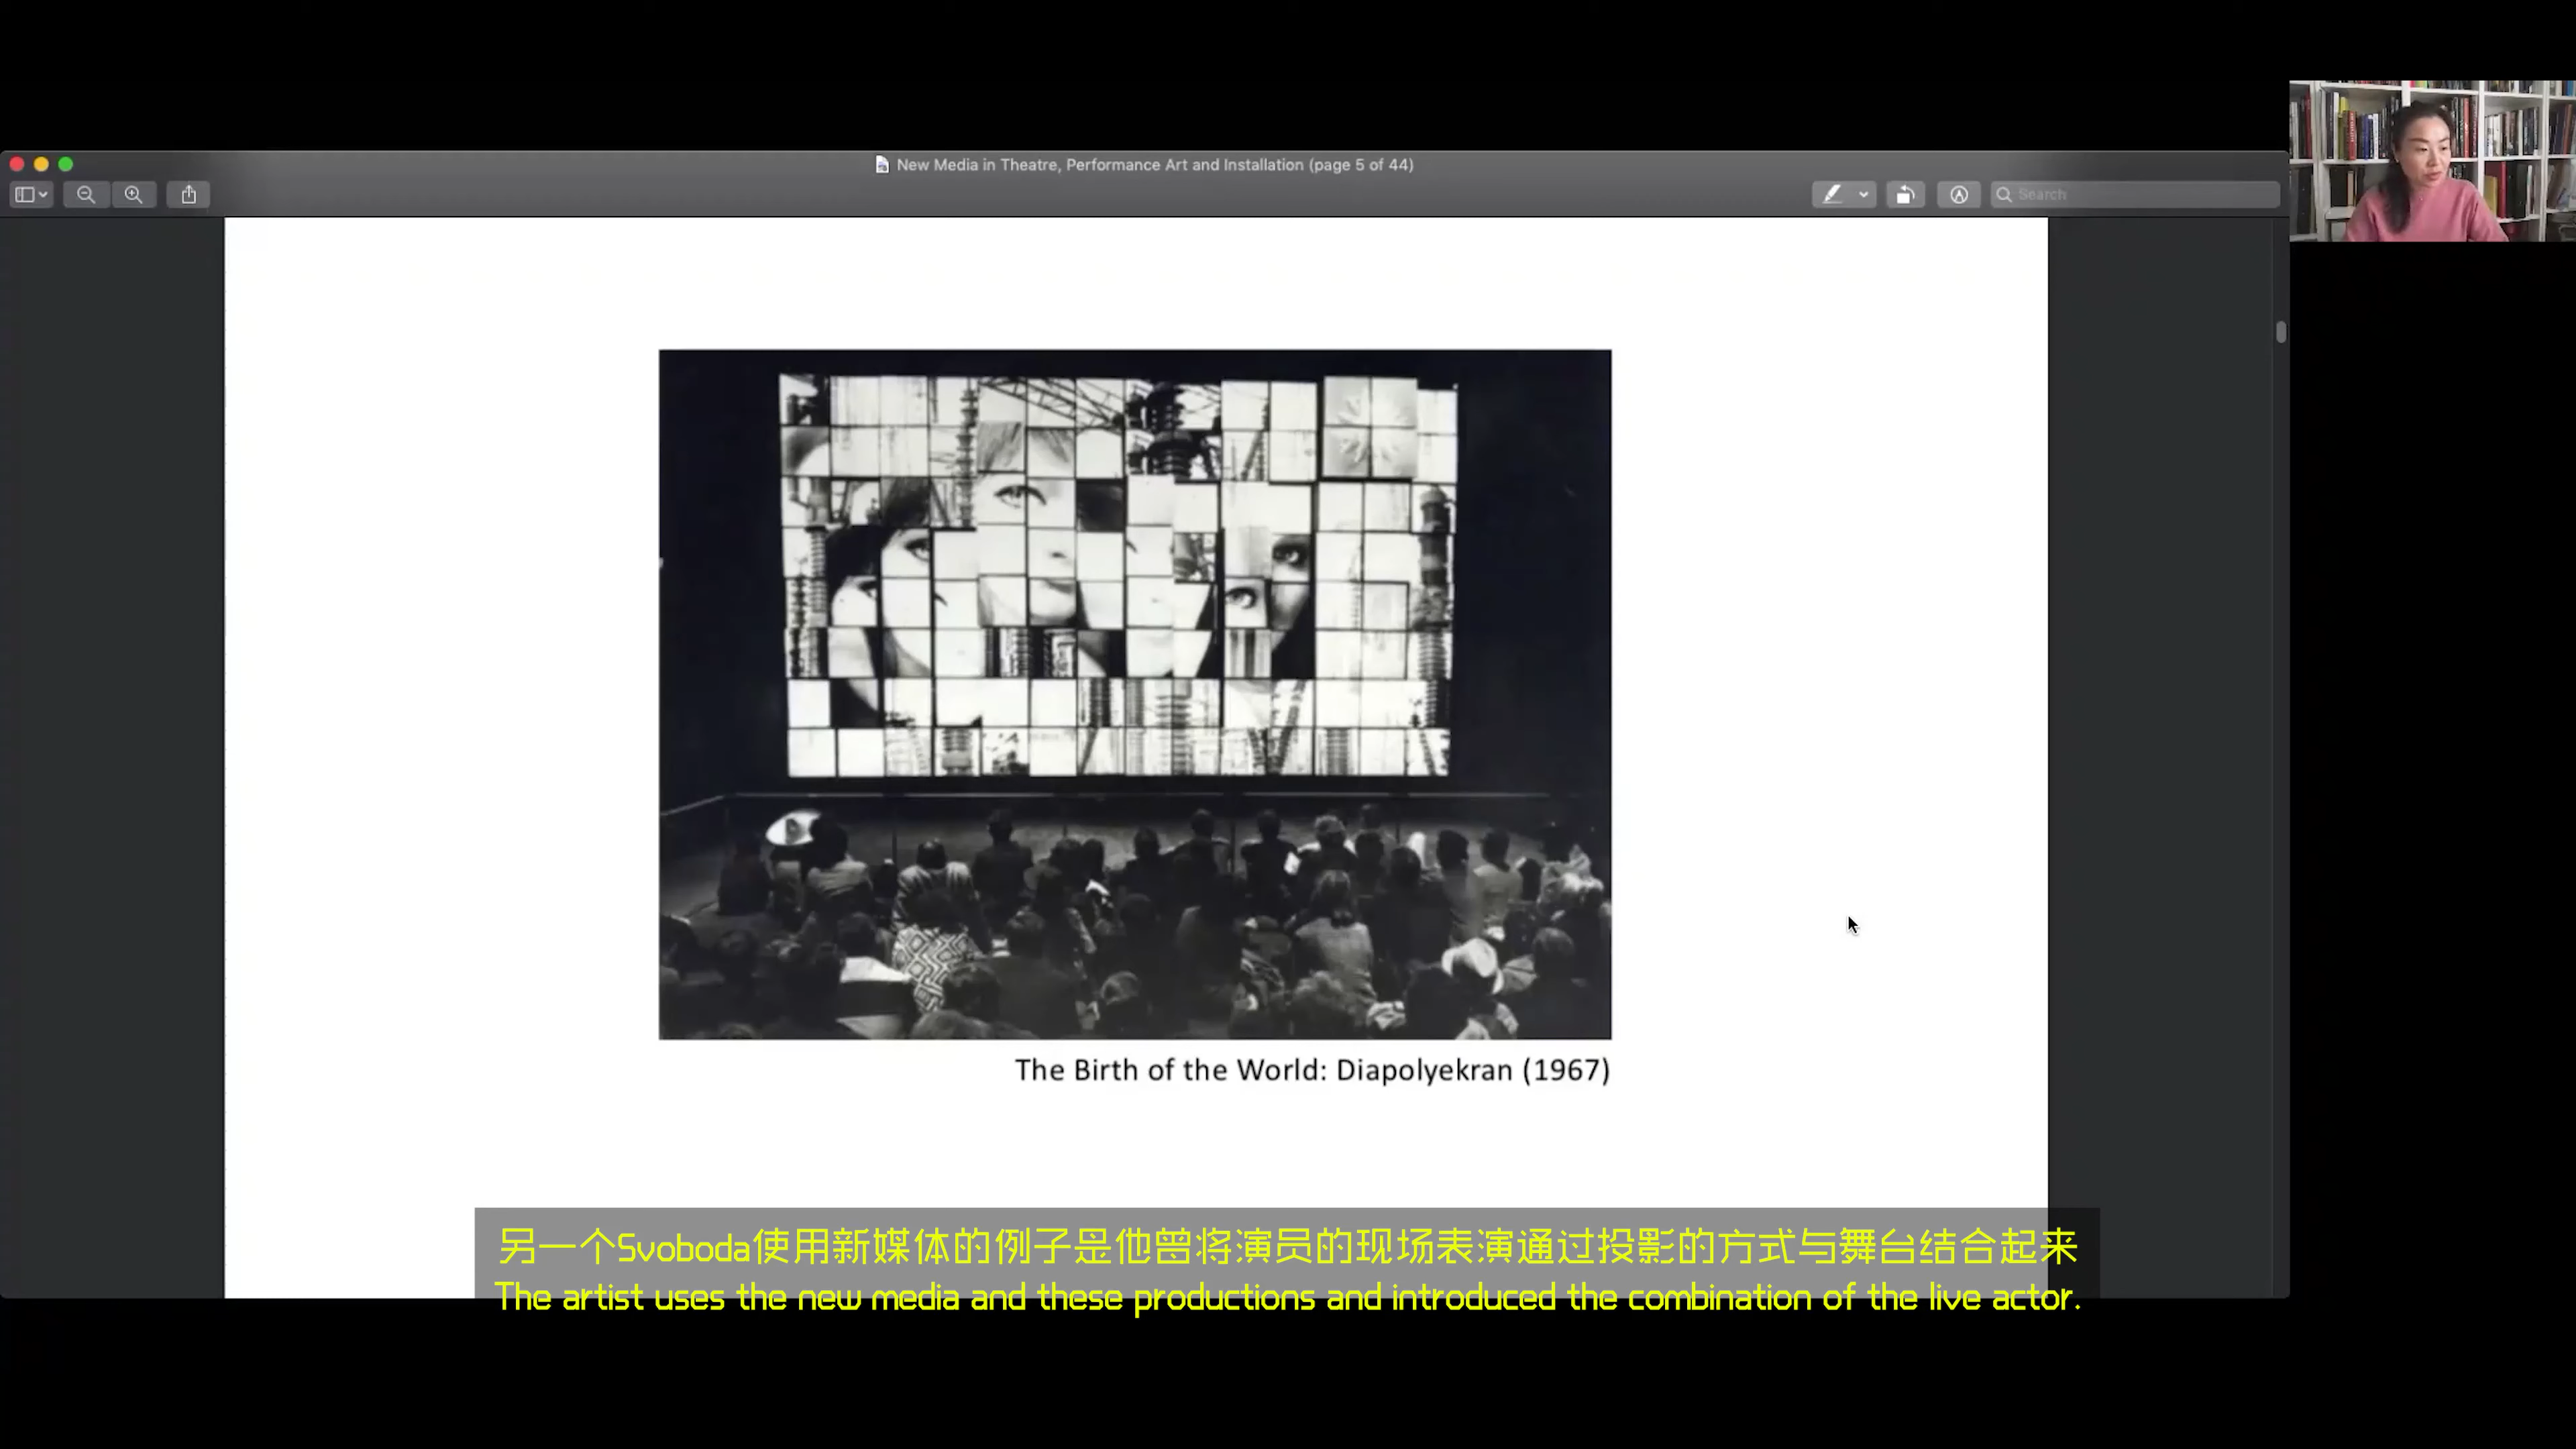 New Media in Theatre, Performance Art and Installation (page 5 of 44)
Search
The Birth of the World: Diapolyekran (1967)
另一个Svoboda使用新媒体的例子是他曾将演员的现场表演通过投影的方式与舞台结合起来
The artist uses the new media and these productions and introduced the combination of the live actor.